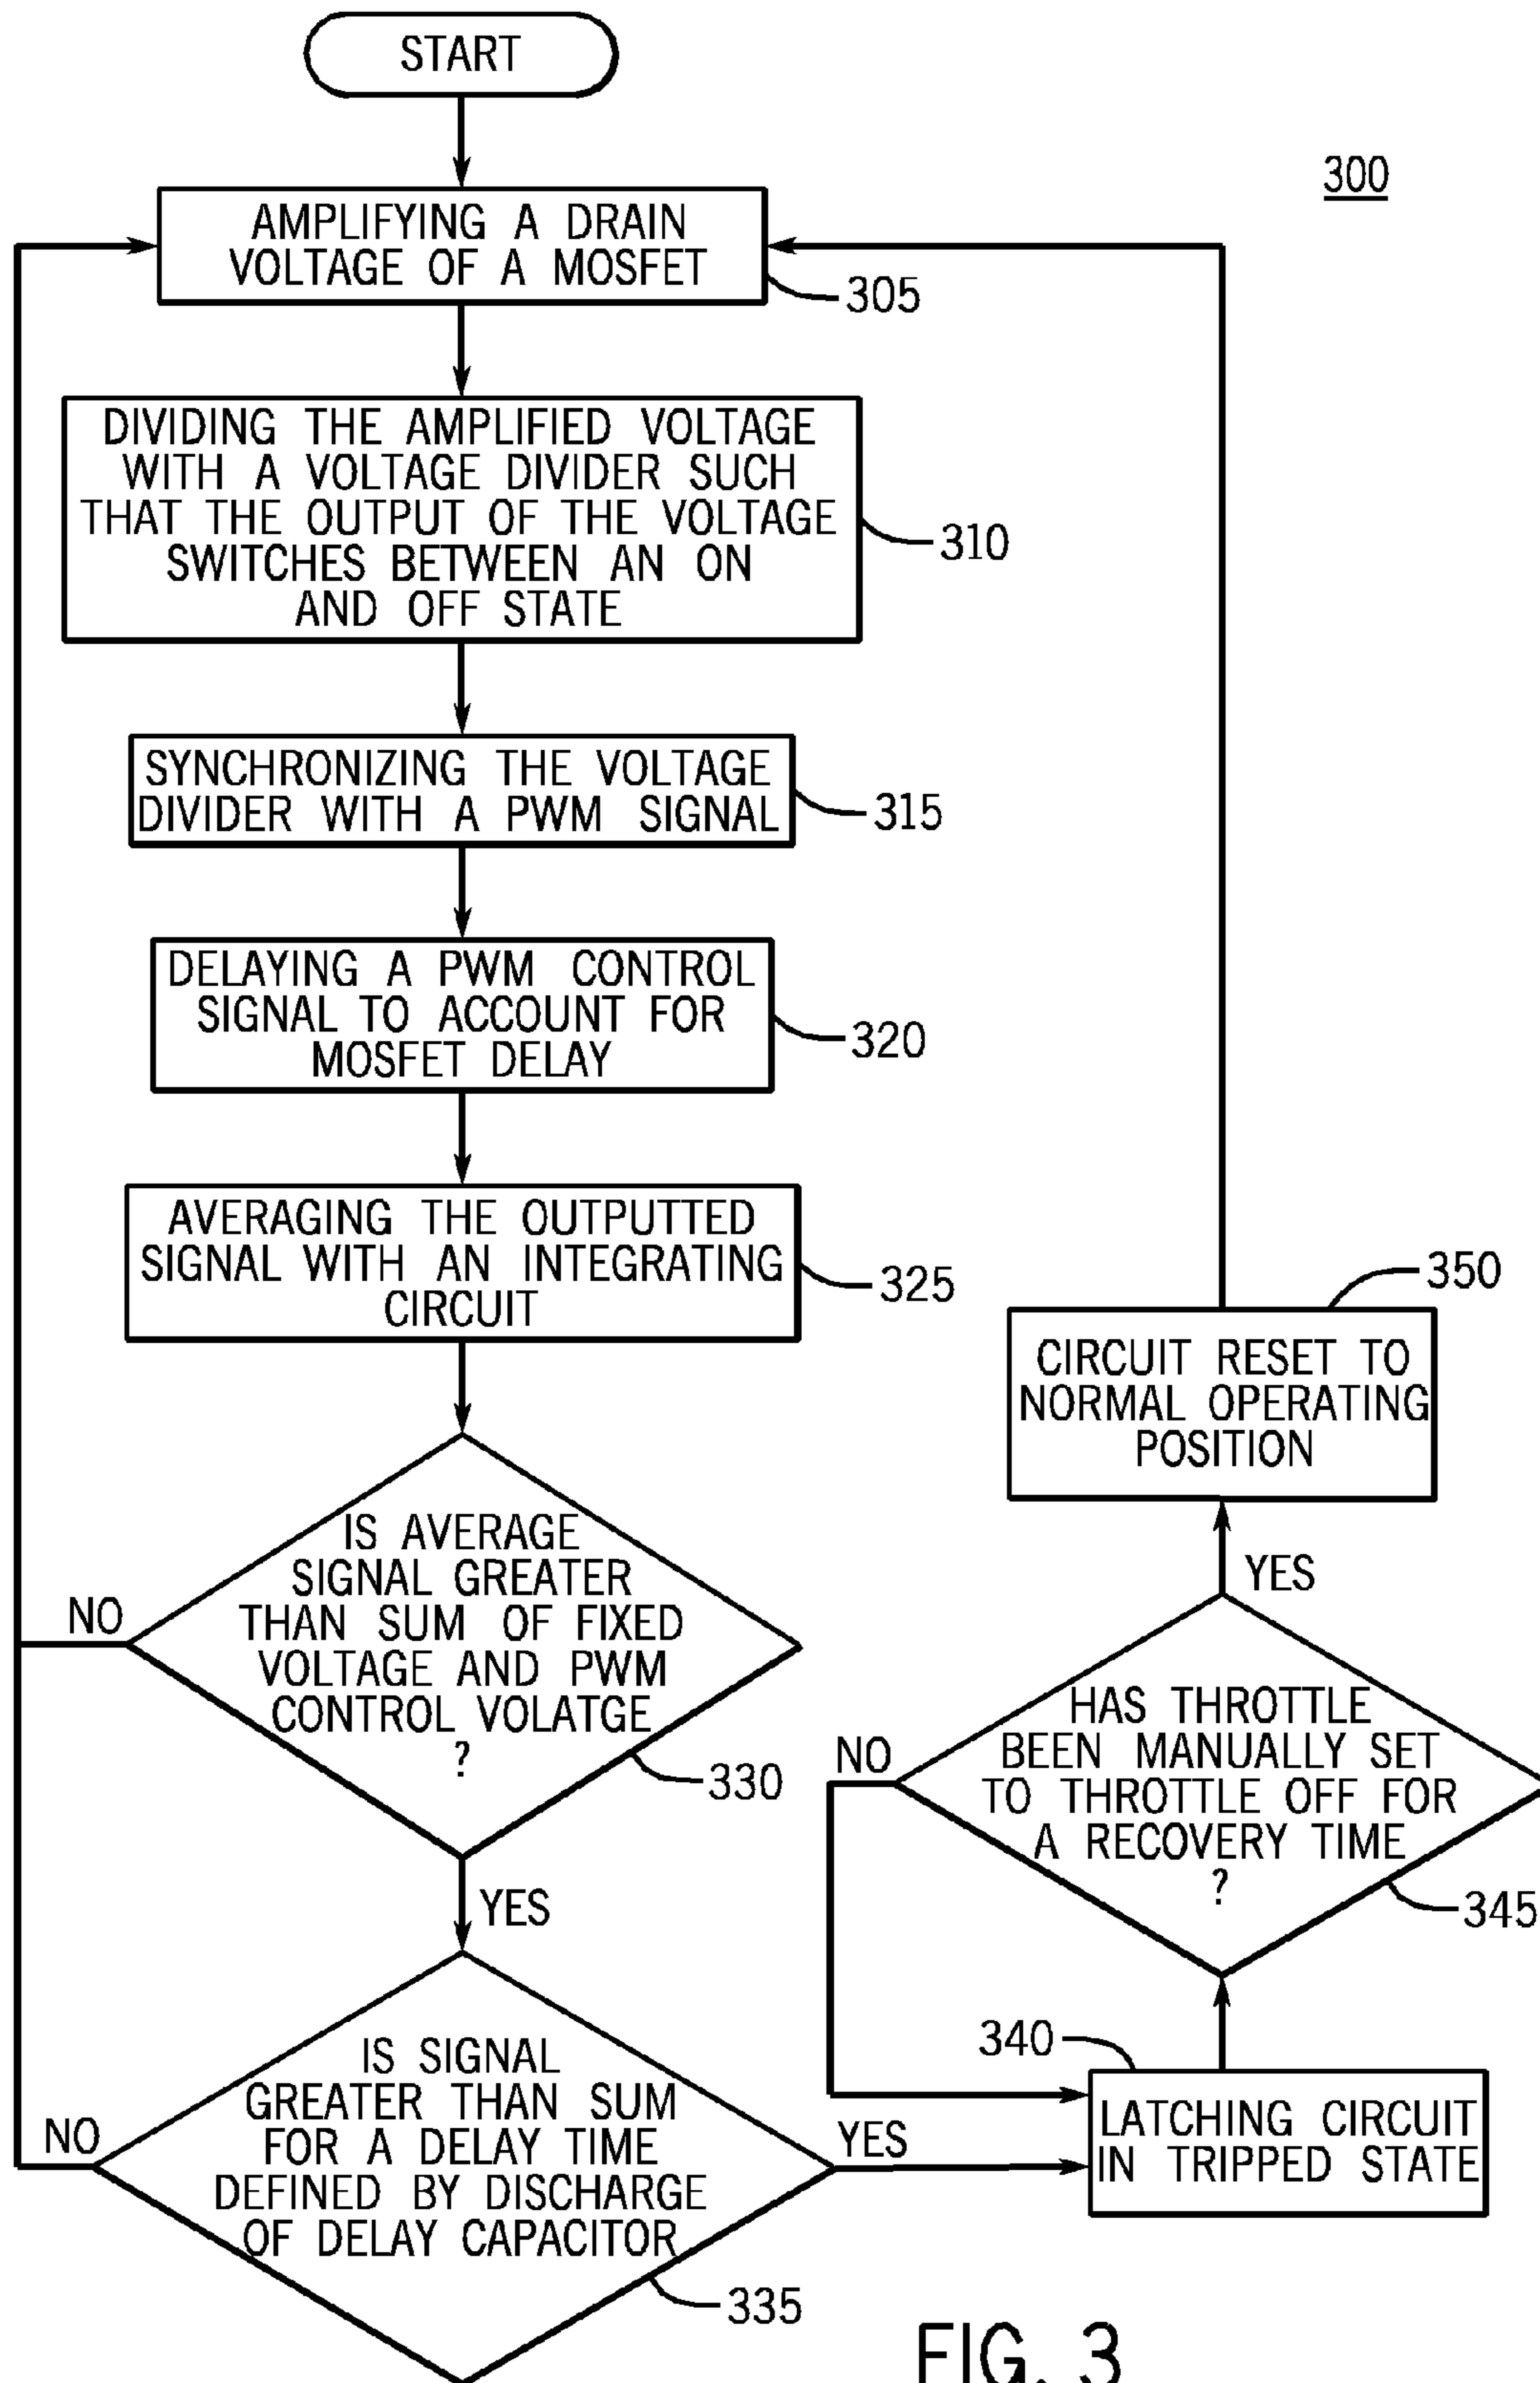 START
300
AMPLIFYING A DRAIN
VOLTAGE OF A MOSFET
305
DIVIDING THE AMPLIFIED VOLTAGE
WITH A VOLTAGE DIVIDER SUCH
THAT THE OUTPUT OF THE VOLTAGE
SWITCHES BETWEEN AN ON
AND OFF STATE
310
SYNCHRONIZING THE VOLTAGE
DIVIDER WITH A PWM SIGNAL
315
DELAYING A PWM CONTROL
SIGNAL TO ACCOUNT FOR
MOSFET DELAY
320
AVERAGING THE OUTPUTTED
SIGNAL WITH AN INTEGRATING
CIRCUIT
325
IS AVERAGE
SIGNAL GREATER
THAN SUM OF FIXED
VOLTAGE AND PWM
CONTROL VOLATGE
?
NO
330
YES
IS SIGNAL
GREATER THAN SUM
FOR A DELAY TIME
DEFINED BY DISCHARGE
OF DELAY CAPACITOR
NO
335
YES
340
LATCHING CIRCUIT
IN TRIPPED STATE
HAS THROTTLE
BEEN MANUALLY SET
TO THROTTLE OFF FOR
A RECOVERY TIME
?
NO
345
YES
350
CIRCUIT RESET TO
NORMAL OPERATING
POSITION
FIG. 3